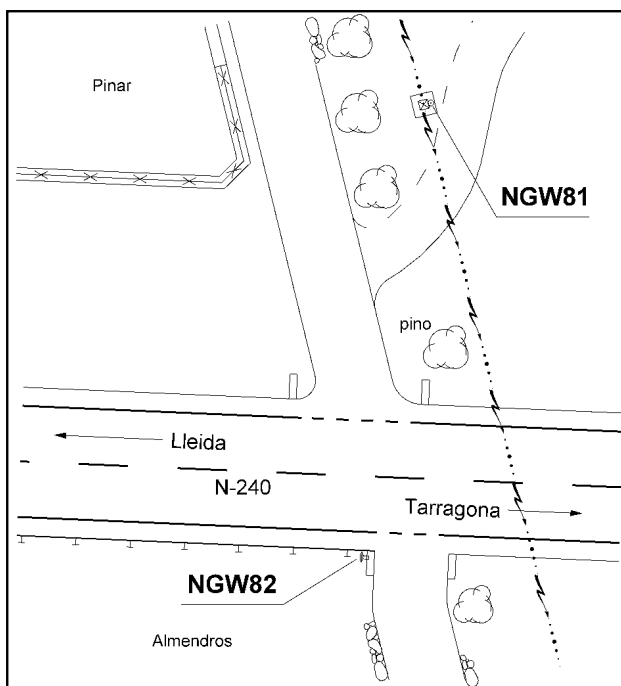 Pinar
NGW81
pino
Lleida
N-240
Tarragona
NGW82
Almendros